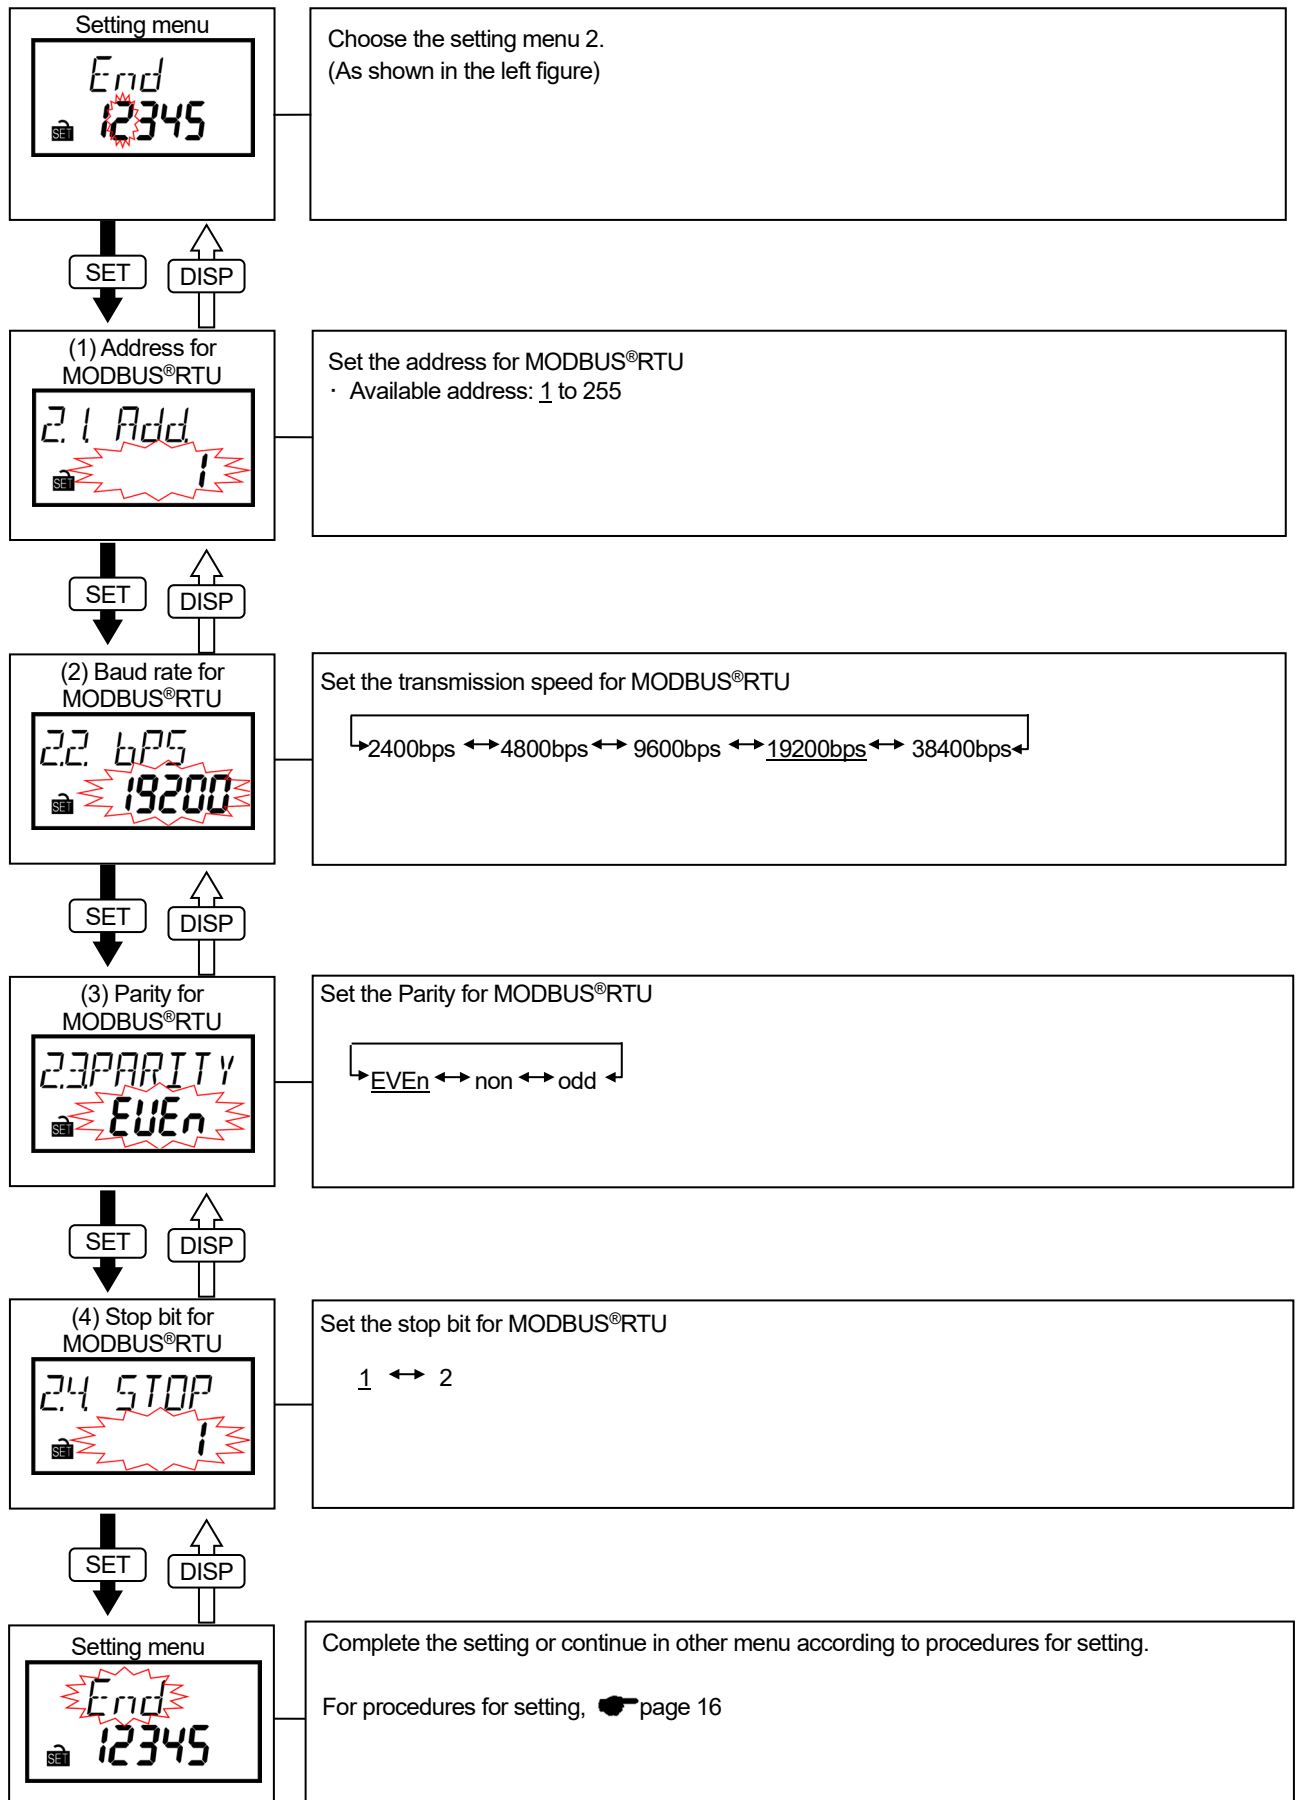 Setting menu
End
12345
SET
Choose the setting menu 2.
(As shown in the left figure)
SET
DISP
(1) Address for
MODBUS®RTU
2.1. Add.
1
SET
Set the address for MODBUS®RTU
· Available address: 1 to 255
SET
DISP
(2) Baud rate for
MODBUS®RTU
2.2. bPS
19200
SET
Set the transmission speed for MODBUS®RTU
2400bps 4800bps 9600bps 19200bps 38400bps
SET
DISP
(3) Parity for
MODBUS®RTU
2.3.PARITY
EVEn
SET
Set the Parity for MODBUS®RTU
EVEn non odd
SET
DISP
(4) Stop bit for
MODBUS®RTU
2.4. STOP
1
SET
Set the stop bit for MODBUS®RTU
1 2
SET
DISP
Setting menu
End
12345
SET
Complete the setting or continue in other menu according to procedures for setting.
For procedures for setting, page 16